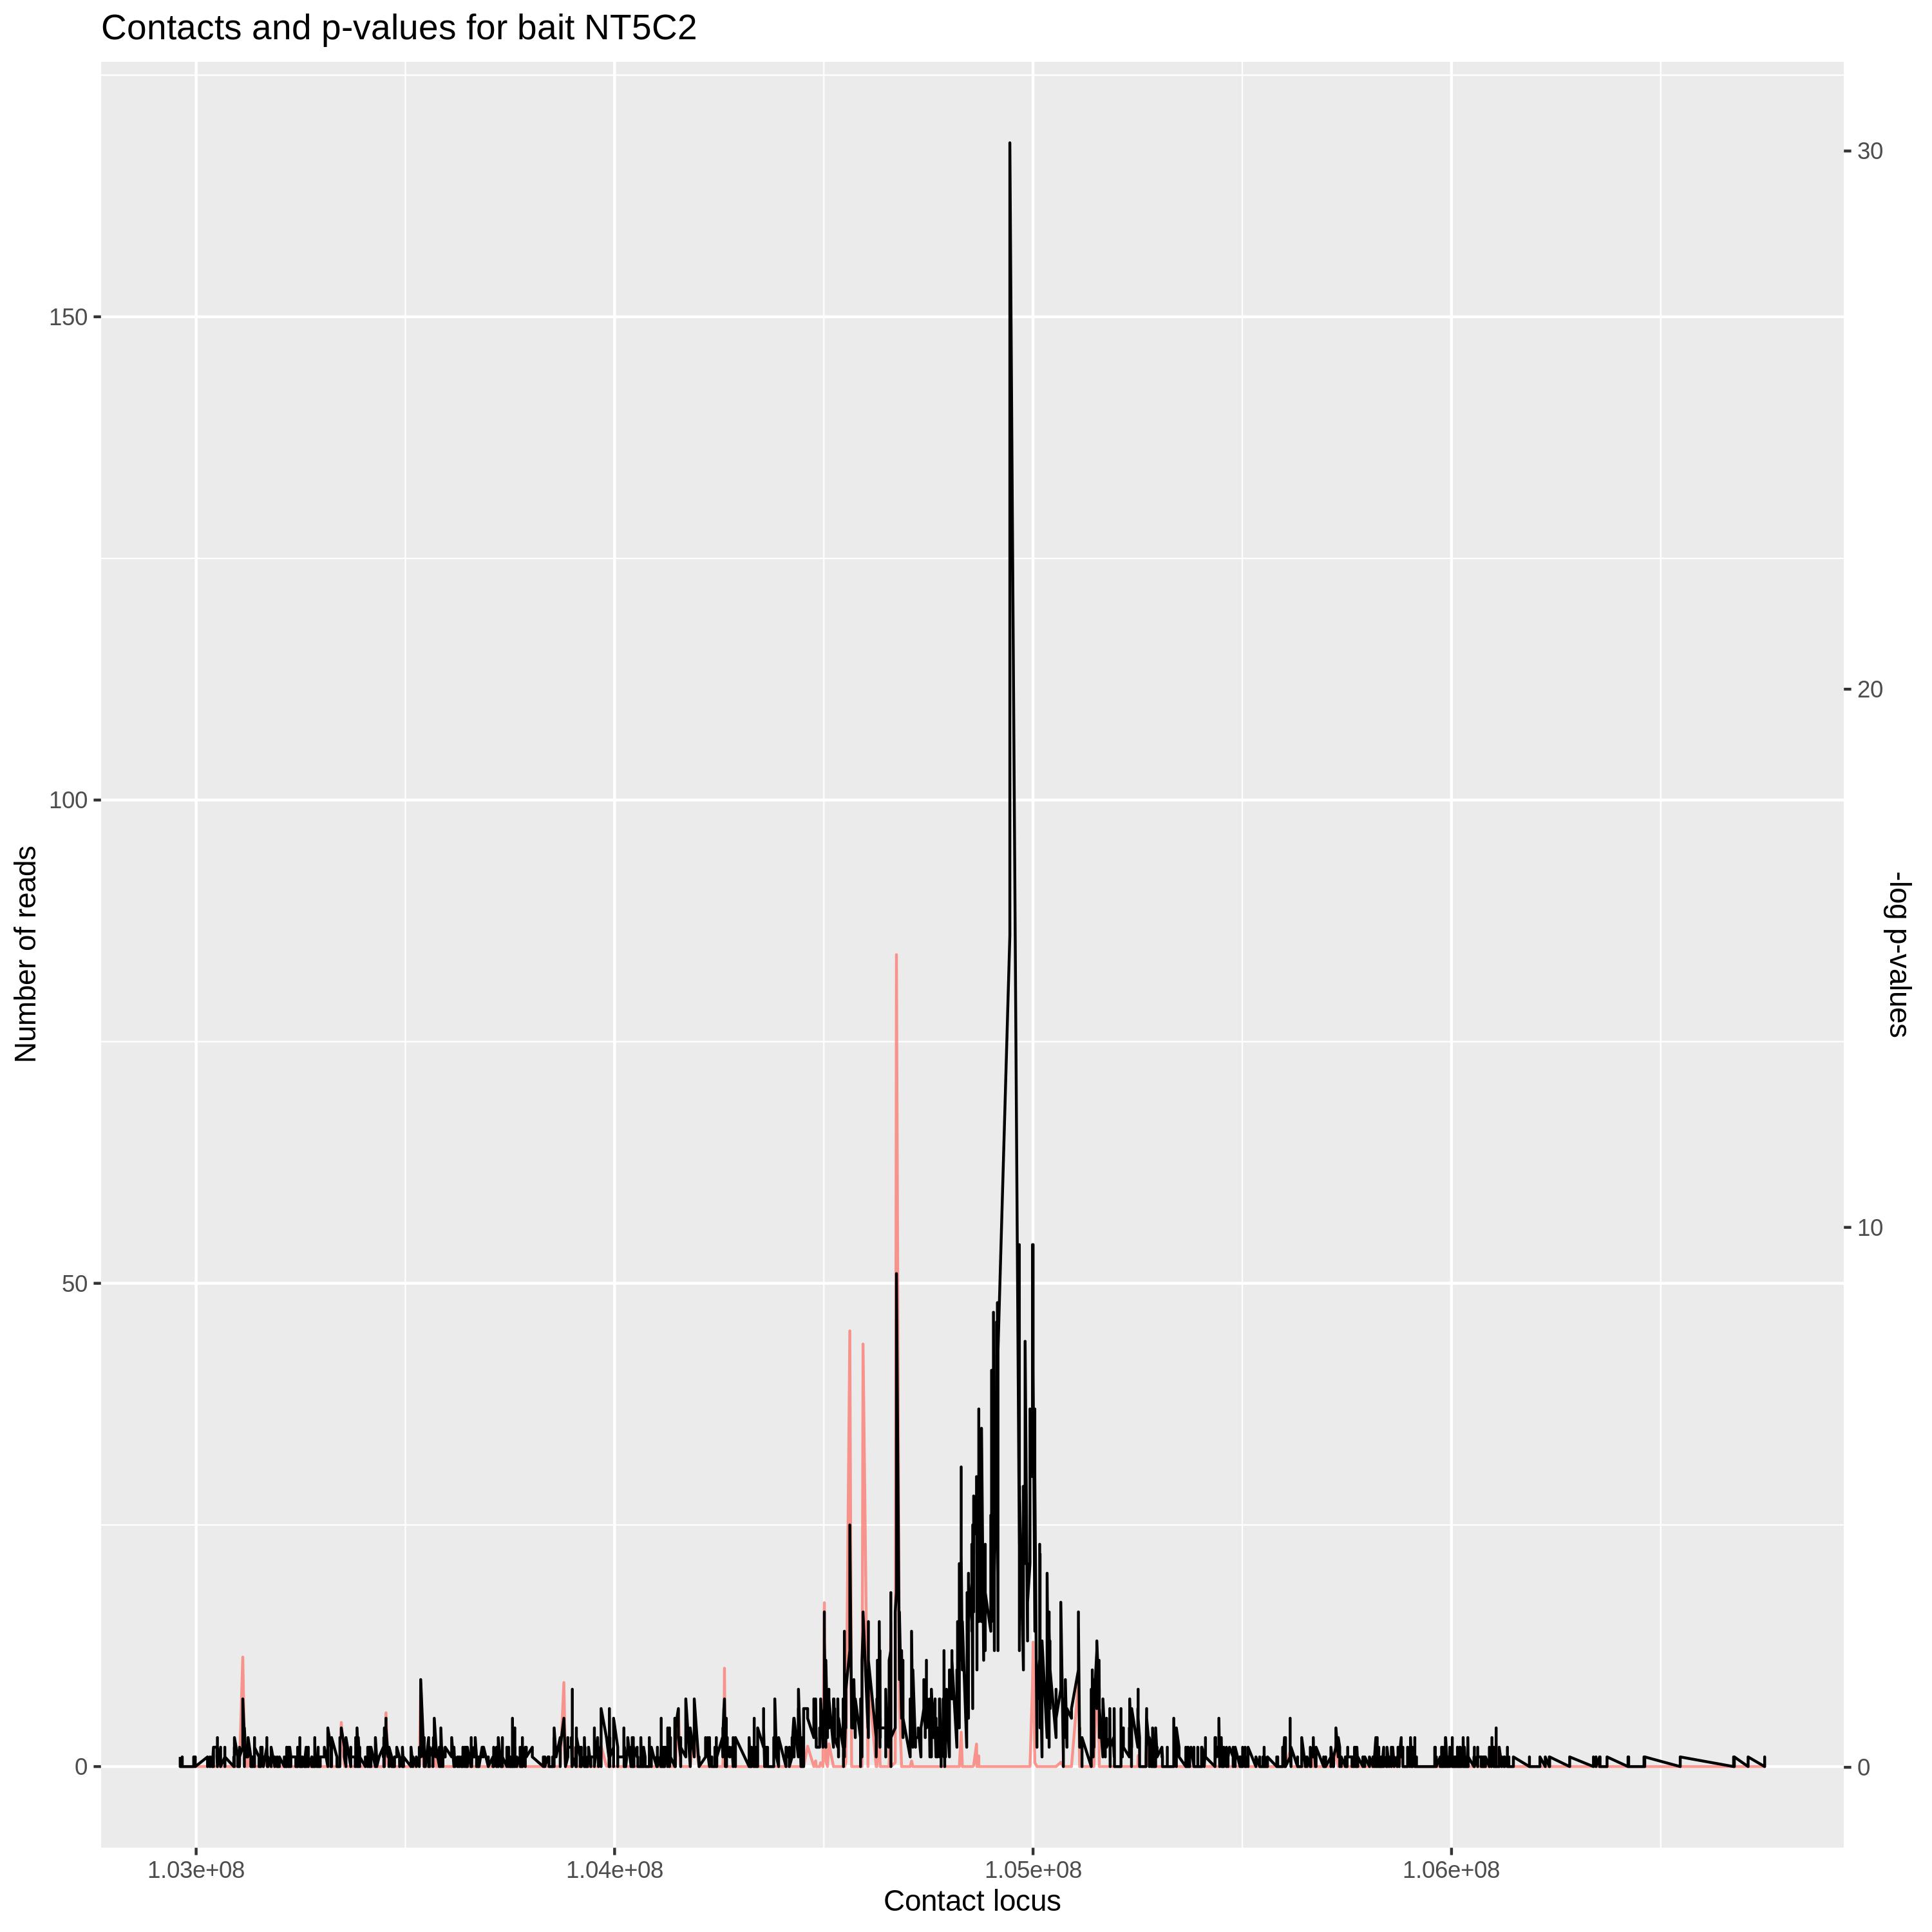 Contacts and p-values for bait NT5C2
Number of reads
150
100
50
0
30
20
10
0
-log p-values
1.03e+08
1.04e+08
1.05e+08
1.06e+08
Contact locus